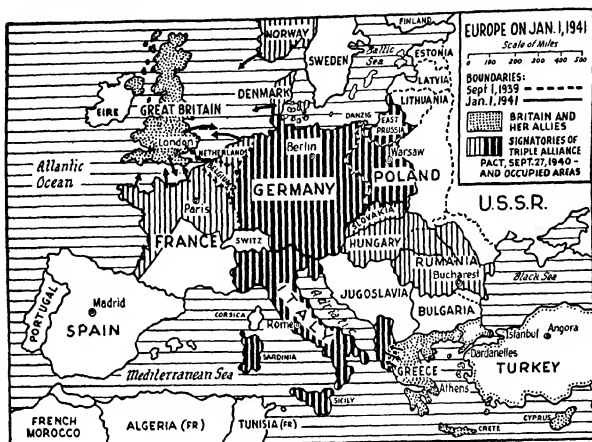 EUROPE ON JAN. 1, 1941
Scale of Miles
0 100 200 300 400 500
BOUNDARIES:
Sept 1, 1939
Jan. 1, 1941
BRITAIN AND
HER ALLIES
SIGNATORIES OF
TRIPLE ALLIANCE
PACT, SEPT. 27, 1940 -
AND OCCUPIED AREAS
NORWAY
SWEDEN
FINLAND
Baltic
Sea
ESTONIA
LATVIA
LITHUANIA
DENMARK
DANZIG
EAST
PRUSSIA
EIRE
GREAT BRITAIN
London
NETHERLANDS
BELGIUM
Berlin
Warsaw
POLAND
GERMANY
Atlantic
Ocean
Paris
FRANCE
SWITZ
SLOVAKIA
HUNGARY
U.S.S.R.
RUMANIA
Bucharest
Black Sea
JUGOSLAVIA
BULGARIA
ITALY
Adriatic
Rome
CORSICA
SARDINIA
SICILY
Mediterranean Sea
PORTUGAL
Madrid
SPAIN
Istanbul
Angora
Dardanelles
TURKEY
GREECE
Athens
CRETE
CYPRUS
FRENCH
MOROCCO
ALGERIA (FR)
TUNISIA (FR)